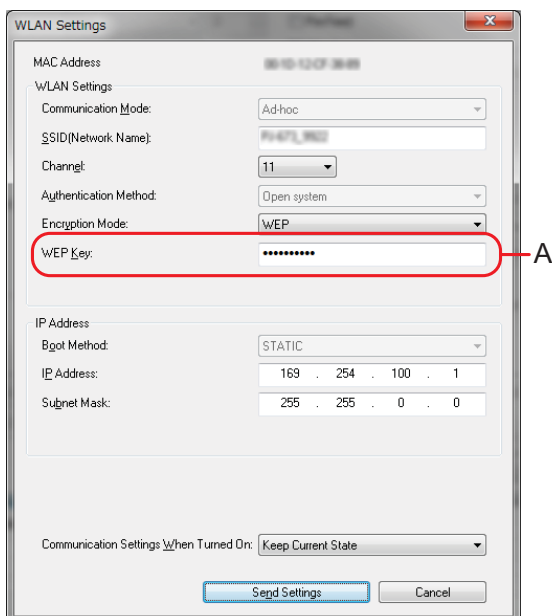 WLAN Settings
MAC Address
WLAN Settings
Communication Mode: Ad-hoc
SSID(Network Name):
Channel: 11
Authentication Method: Open system
Encryption Mode: WEP
WEP Key: ••••••••••
A
IP Address
Boot Method: STATIC
IP Address: 169 . 254 . 100 . 1
Subnet Mask: 255 . 255 . 0 . 0
Communication Settings When Turned On: Keep Current State
Send Settings Cancel